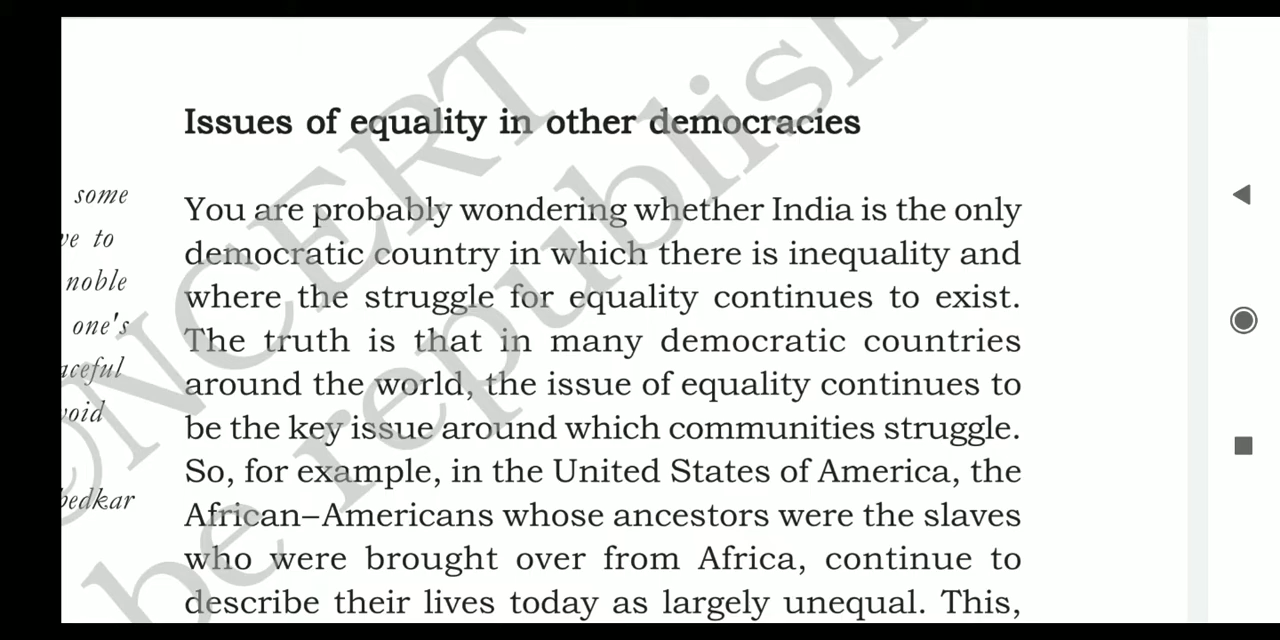 Issues of equality in other democracies
some
to
noble
one's
You are probably wondering whether India is the only
democratic country in which there is inequality and
where the struggle for equality continues to exist.
The truth is that in many democratic countries
around the world, the issue of equality continues to
be the key issue around which communities struggle.
So, for example, in the United States of America, the
African–Americans whose ancestors were the slaves
who were brought over from Africa, continue to
describe their lives today as largely unequal. This,
©NCERT
be republish